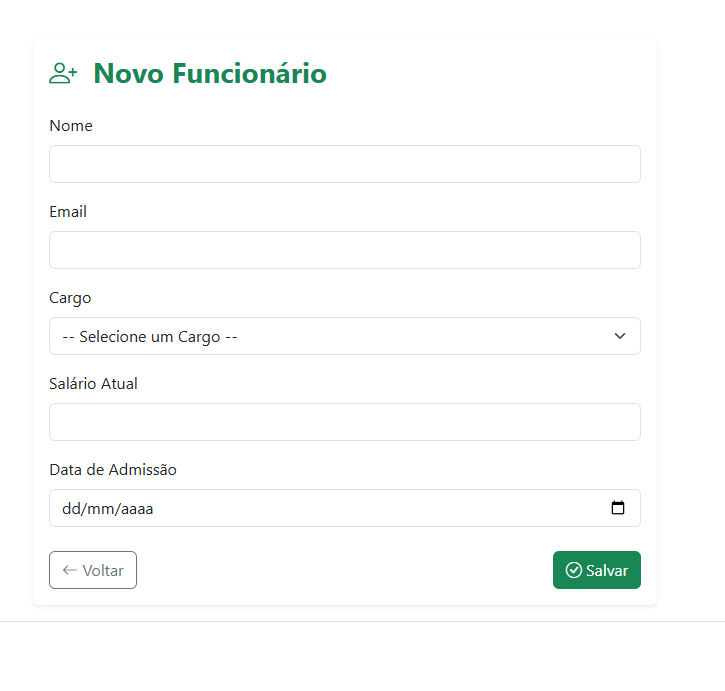 Novo Funcionário
Nome
Email
Cargo
-- Selecione um Cargo --
Salário Atual
Data de Admissão
dd/mm/aaaa
Voltar
Salvar